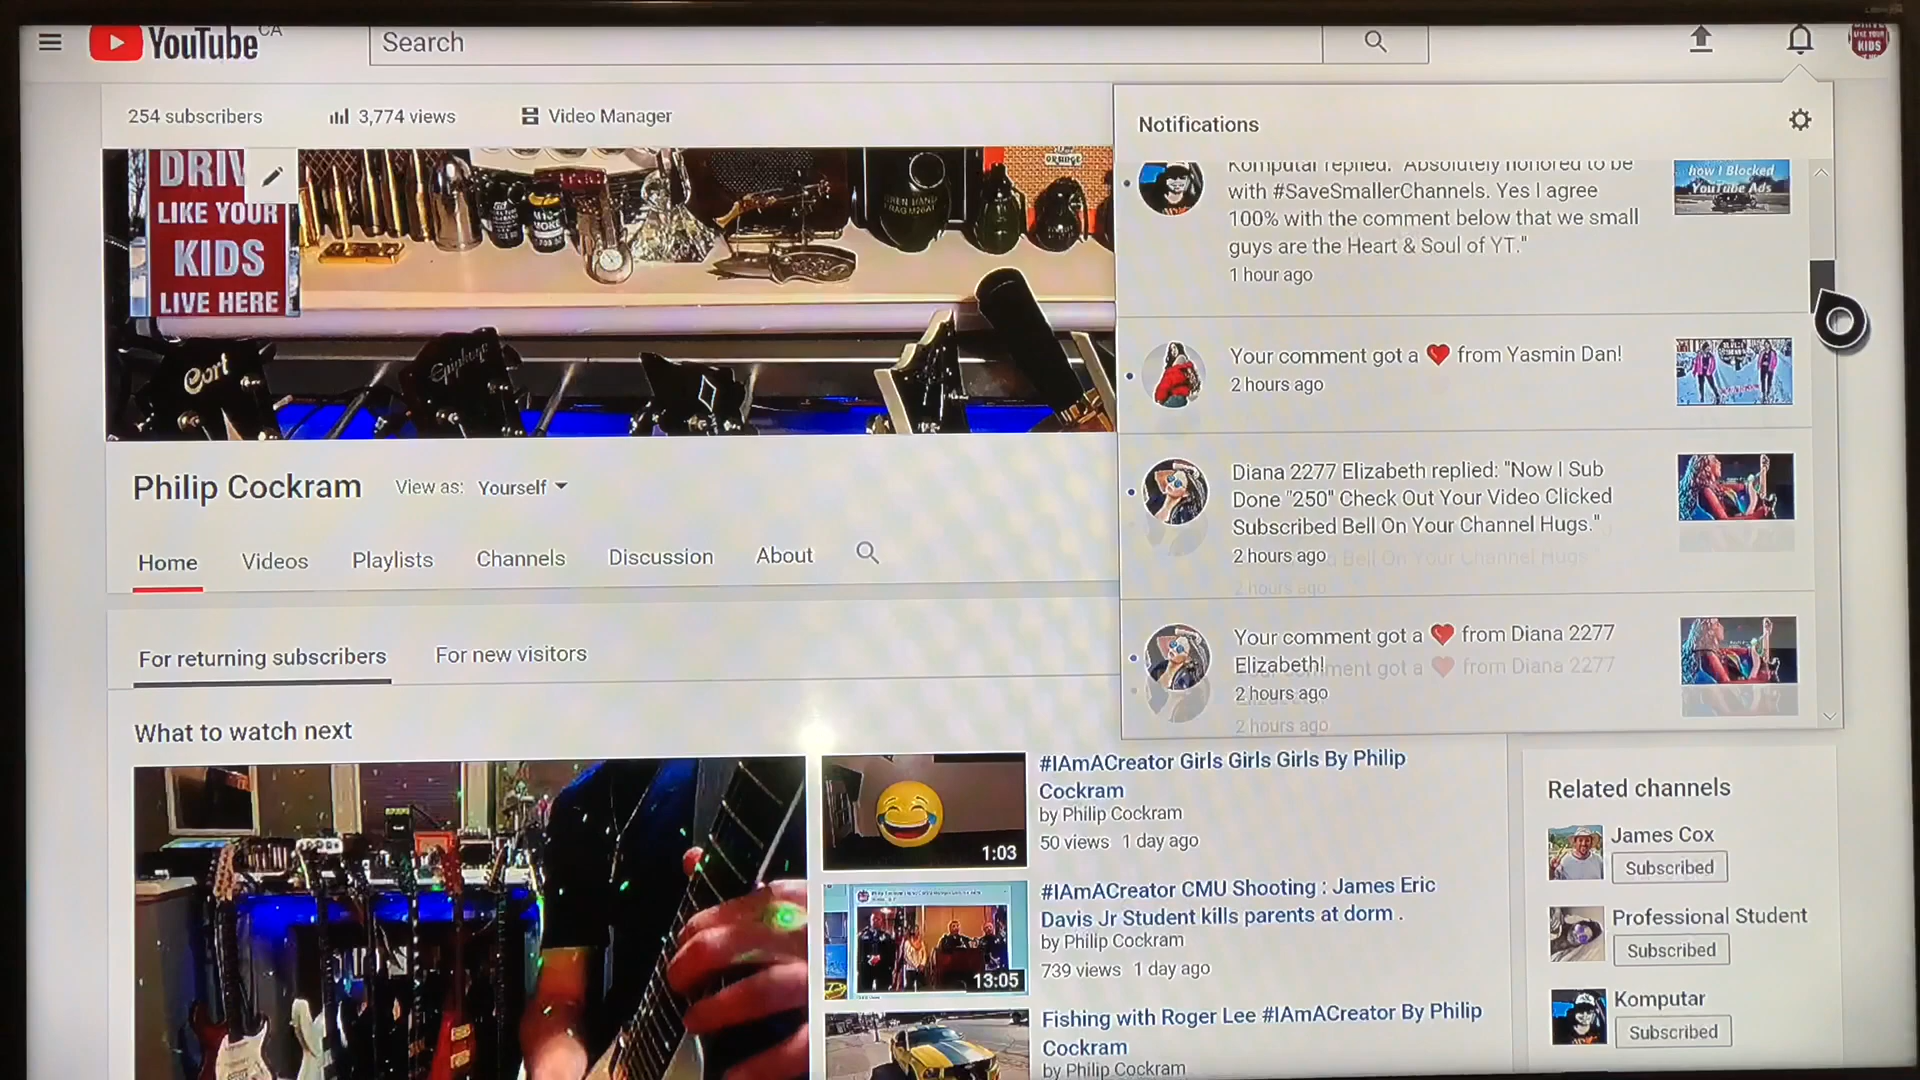 YouTube CA
Search
254 subscribers
3,774 views
Video Manager
DRIV
LIKE YOUR
KIDS
LIVE HERE
ORANGE
Cort
Epiphone
Philip Cockram
View as: Yourself
Home
Videos
Playlists
Channels
Discussion
About
For returning subscribers
For new visitors
What to watch next
#IAmACreator Girls Girls Girls By Philip
Cockram
by Philip Cockram
50 views 1 day ago
1:03
#IAmACreator CMU Shooting : James Eric
Davis Jr Student kills parents at dorm .
by Philip Cockram
739 views 1 day ago
13:05
Fishing with Roger Lee #IAmACreator By Philip
Cockram
by Philip Cockram
Notifications
Komputar replied: "Absolutely honored to be
with #SaveSmallerChannels. Yes I agree
100% with the comment below that we small
guys are the Heart & Soul of YT."
1 hour ago
how I Blocked
YouTube Ads
Your comment got a ❤ from Yasmin Dan!
2 hours ago
Diana 2277 Elizabeth replied: "Now I Sub
Done "250" Check Out Your Video Clicked
Subscribed Bell On Your Channel Hugs."
2 hours ago
Your comment got a ❤ from Diana 2277
Elizabeth!
2 hours ago
Related channels
James Cox
Subscribed
Professional Student
Subscribed
Komputar
Subscribed